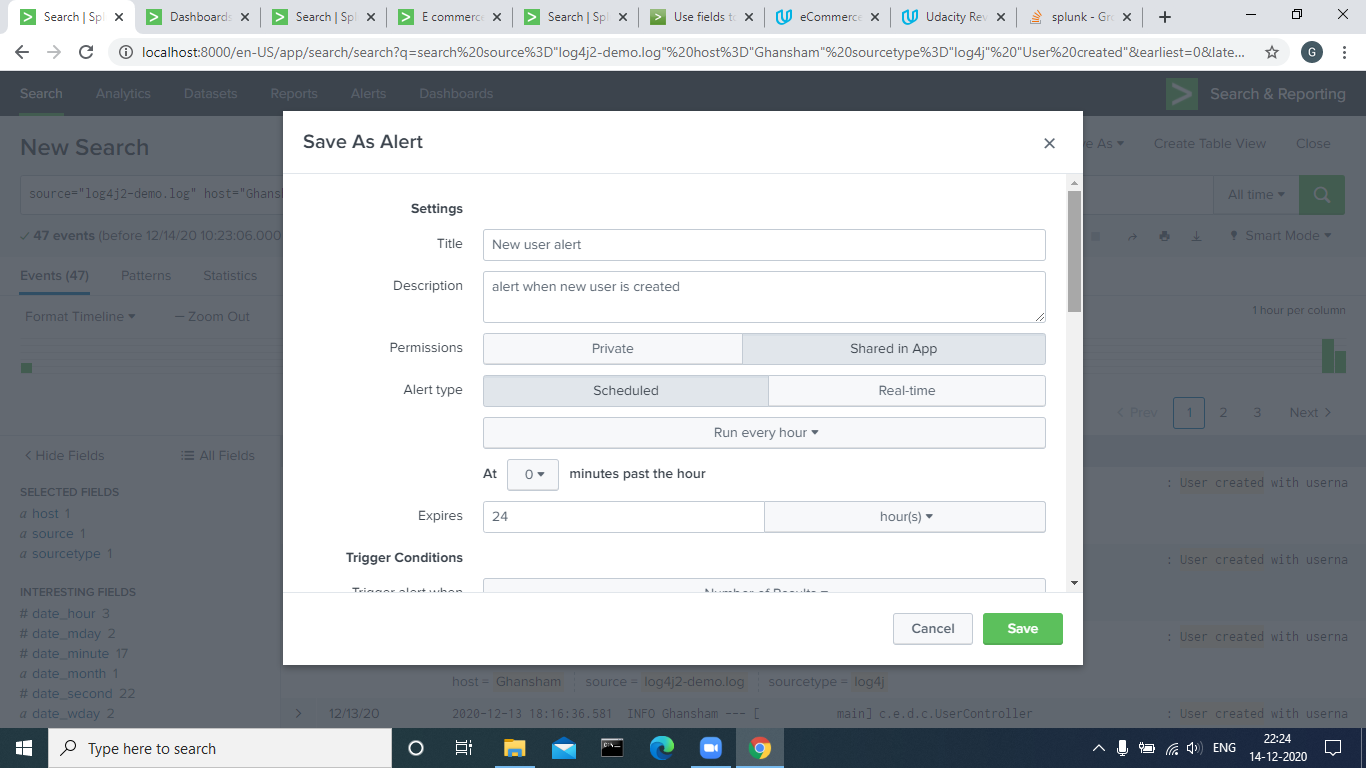 Search | Spl
Dashboards
Search | Spl
E commerce
Search | Spl
Use fields to
eCommerce
Udacity Rev
splunk - Gro
localhost:8000/en-US/app/search/search?q=search%20source%3D"log4j2-demo.log"%20host%3D"Ghansham"%20sourcetype%3D"log4j"%20"User%20created"&earliest=0&late...
G
Search
Analytics
Datasets
Reports
Alerts
Dashboards
Search & Reporting
Save As Alert
New Search
e As
Create Table View
Close
source="log4j2-demo.log" host="Ghansh
All time
47 events (before 12/14/20 10:23:06.000
Smart Mode
Events (47)
Patterns
Statistics
Format Timeline
— Zoom Out
1 hour per column
Settings
Title
New user alert
Description
alert when new user is created
Permissions
Private
Shared in App
Alert type
Scheduled
Real-time
Run every hour
At 0 minutes past the hour
Expires
24
hour(s)
Trigger Conditions
Trigger alert when
Number of Results
Cancel
Save
< Prev
1
2
3
Next >
< Hide Fields
All Fields
SELECTED FIELDS
a host 1
a source 1
a sourcetype 1
INTERESTING FIELDS
# date_hour 3
# date_mday 2
# date_minute 17
a date_month 1
# date_second 22
a date_wday 2
: User created with userna
: User created with userna
: User created with userna
host = Ghansham
source = log4j2-demo.log
sourcetype = log4j
> 12/13/20 2020-12-13 18:16:36.581 INFO Ghansham --- [ main] c.e.d.c.UserController : User created with userna
Type here to search
ENG
22:24
14-12-2020